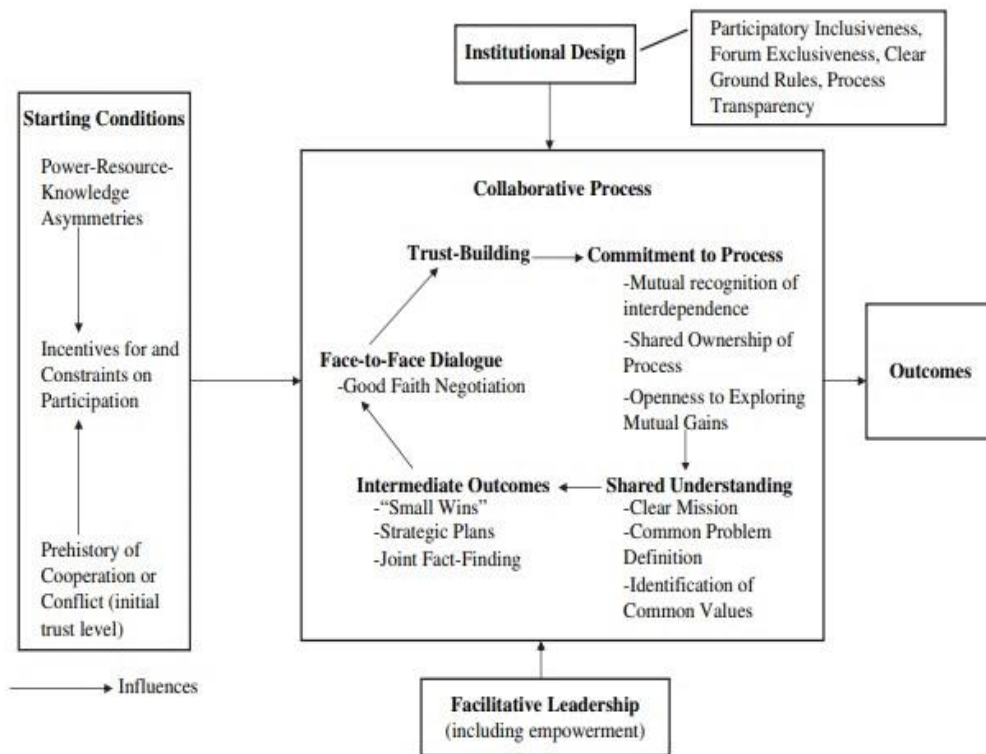 Institutional Design
Participatory Inclusiveness,
Forum Exclusiveness, Clear
Ground Rules, Process
Transparency
Starting Conditions
Power-Resource-
Knowledge
Asymmetries
Incentives for and
Constraints on
Participation
Prehistory of
Cooperation or
Conflict (initial
trust level)
Influences
Collaborative Process
Trust-Building
Commitment to Process
-Mutual recognition of
interdependence
-Shared Ownership of
Process
-Openness to Exploring
Mutual Gains
Face-to-Face Dialogue
-Good Faith Negotiation
Intermediate Outcomes
-“Small Wins”
-Strategic Plans
-Joint Fact-Finding
Shared Understanding
-Clear Mission
-Common Problem
Definition
-Identification of
Common Values
Outcomes
Facilitative Leadership
(including empowerment)